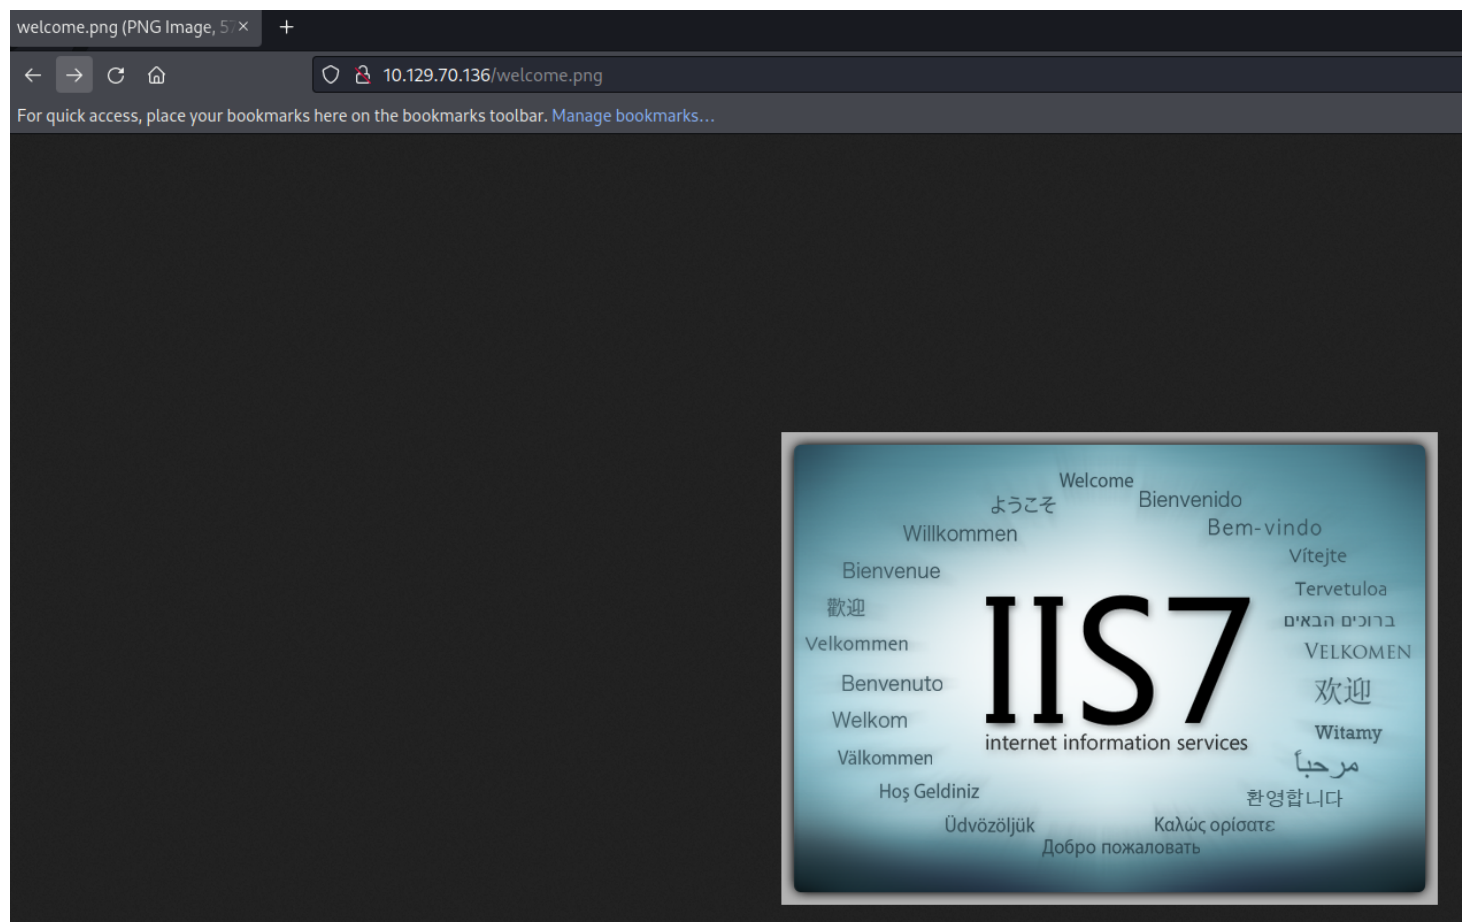 welcome.png (PNG Image, 57
10.129.70.136/welcome.png
For quick access, place your bookmarks here on the bookmarks toolbar. Manage bookmarks...
Welcome
ようこそ
Bienvenido
Willkommen
Bem-vindo
Vítejte
Bienvenue
Tervetuloa
歡迎
ברוכים הבאים
Velkommen
VELKOMEN
Benvenuto
欢迎
IIS7
Welkom
Witamy
internet information services
Välkommen
مرحباً
Hoş Geldiniz
환영합니다
Üdvözöljük
Καλώς ορίσατε
Добро пожаловать